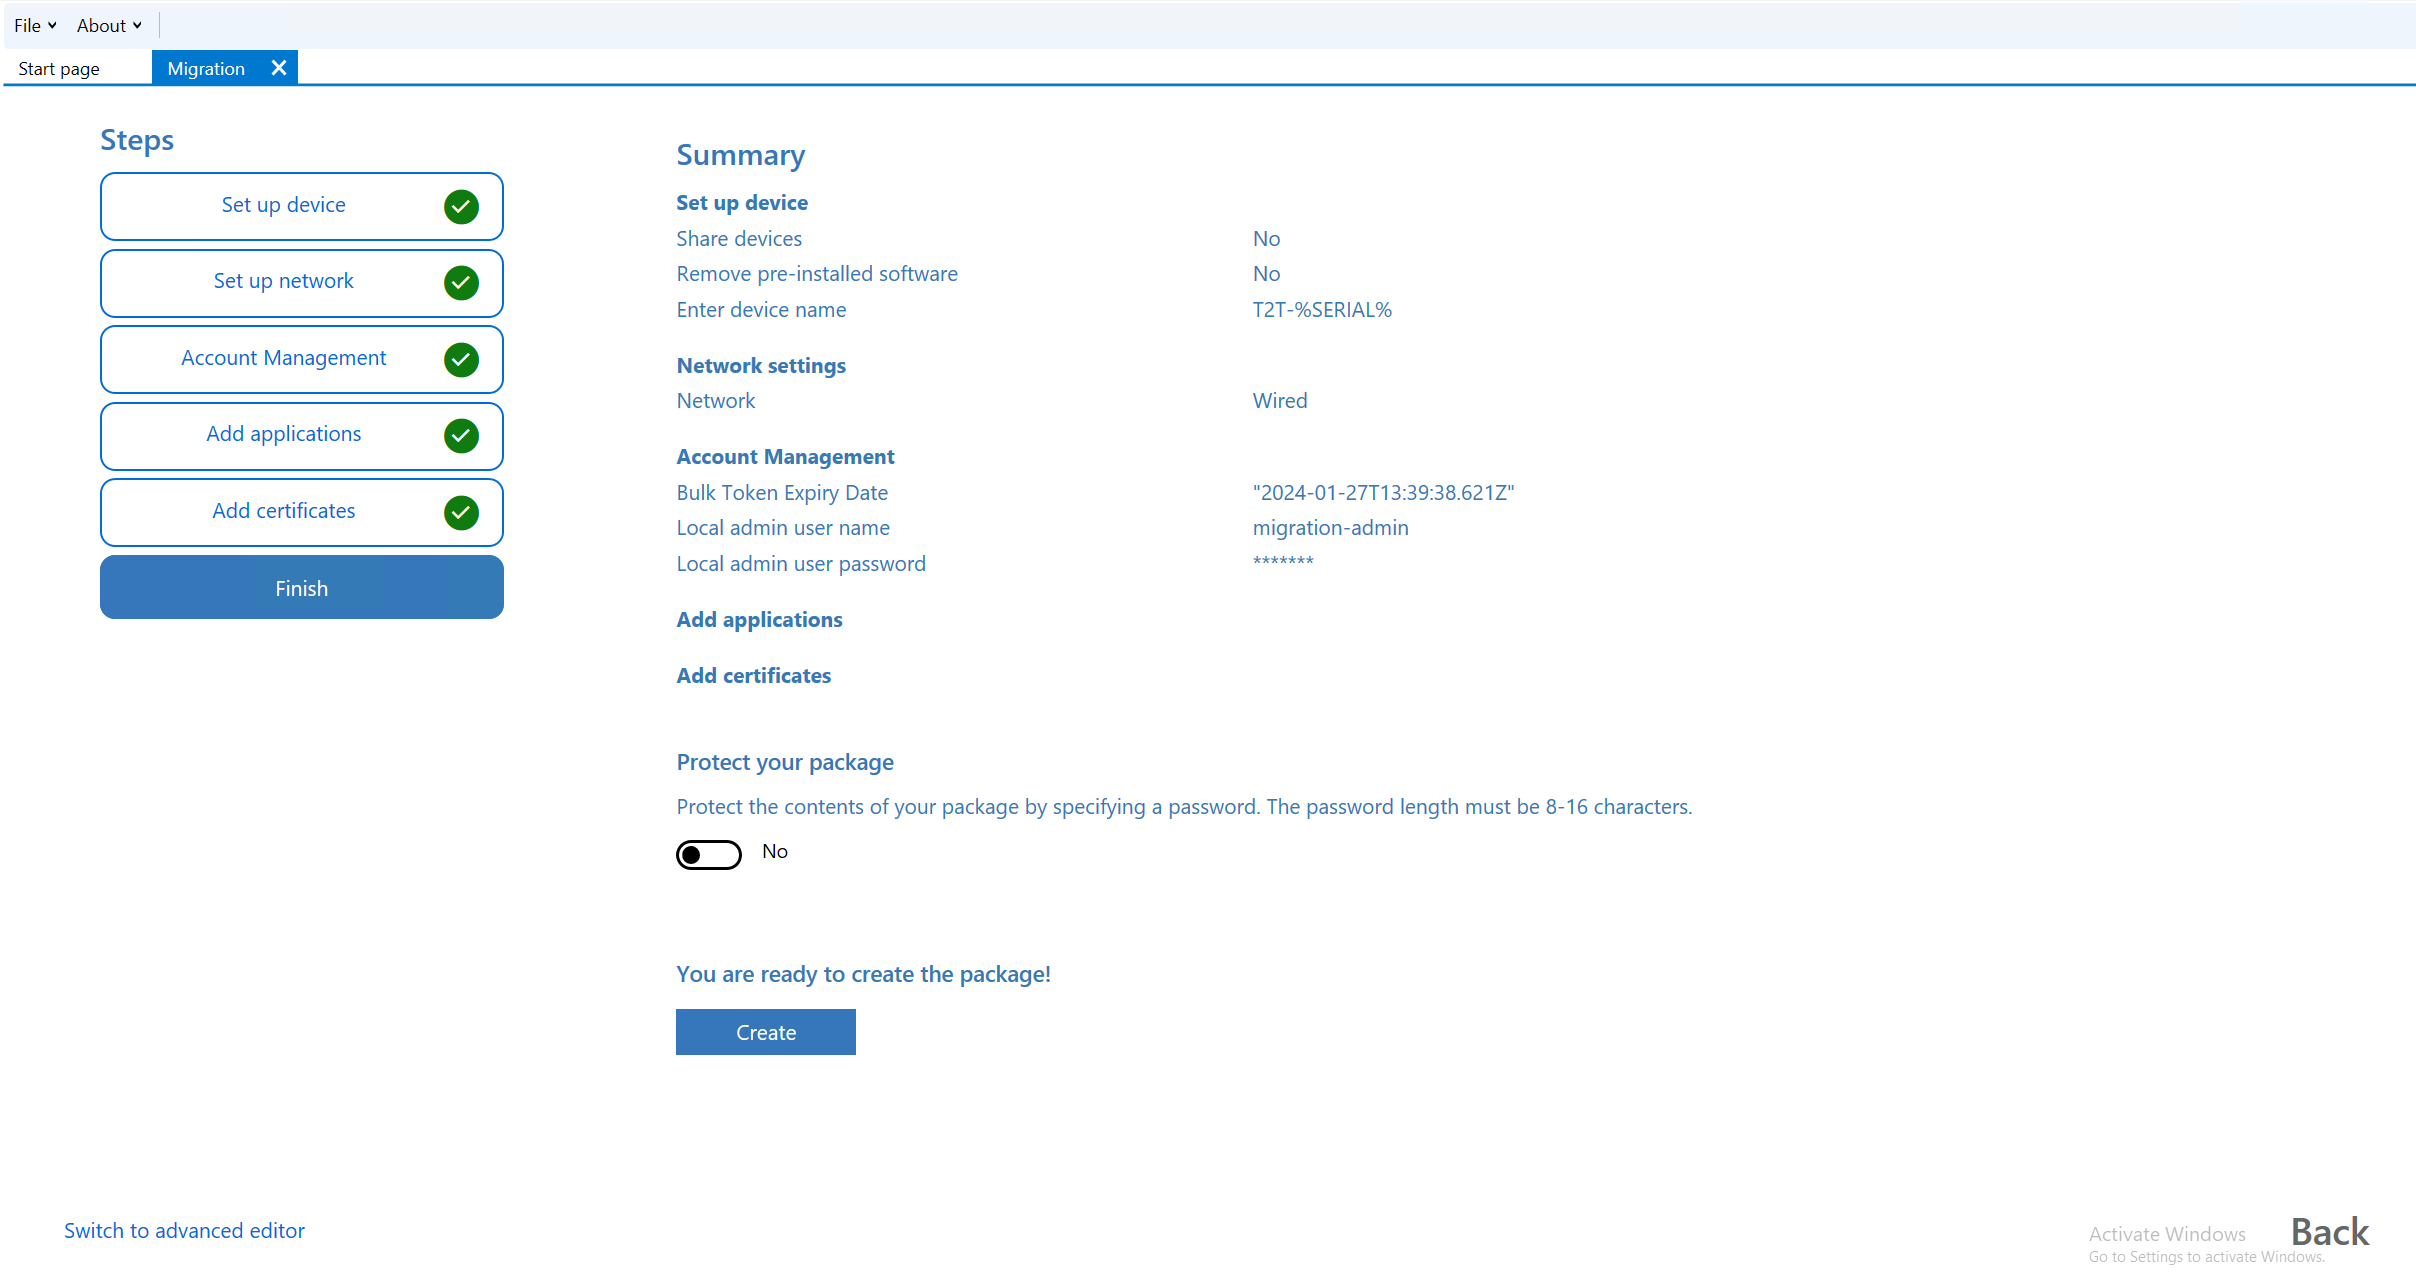 File About
Start page Migration
Steps
Set up device
Set up network
Account Management
Add applications
Add certificates
Finish
Summary
Set up device
Share devices No
Remove pre-installed software No
Enter device name T2T-%SERIAL%
Network settings
Network Wired
Account Management
Bulk Token Expiry Date "2024-01-27T13:39:38.621Z"
Local admin user name migration-admin
Local admin user password *******
Add applications
Add certificates
Protect your package
Protect the contents of your package by specifying a password. The password length must be 8-16 characters.
No
You are ready to create the package!
Create
Switch to advanced editor
Activate Windows
Go to Settings to activate Windows.
Back